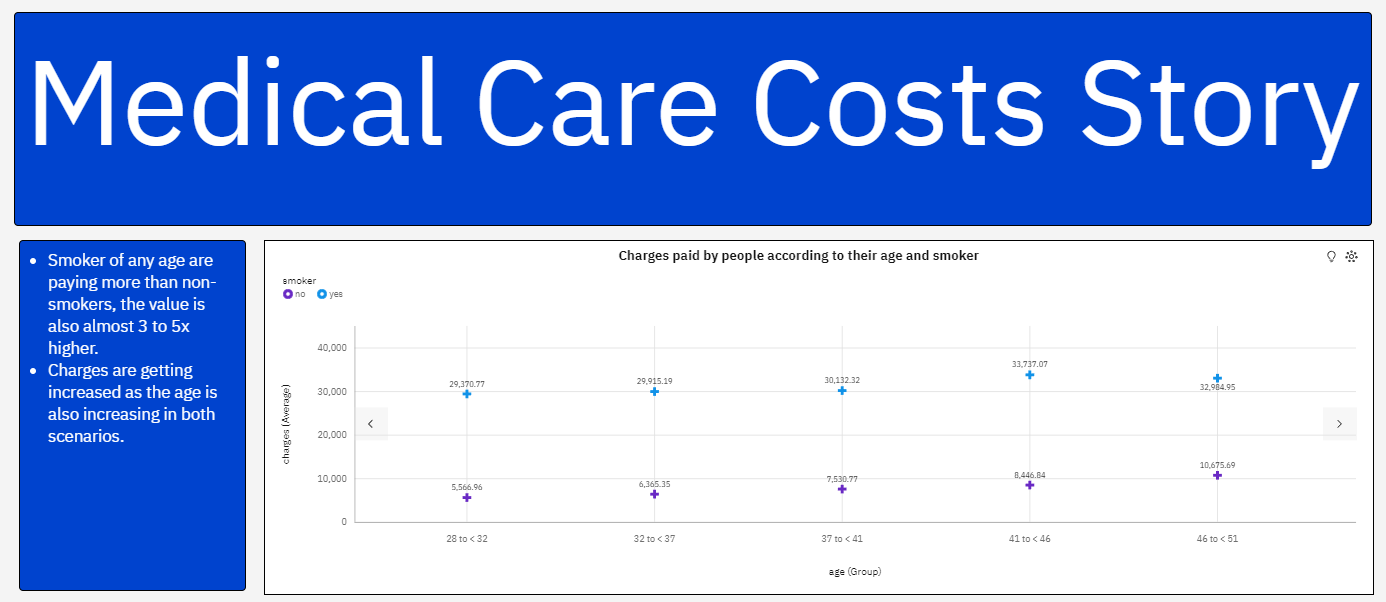 Medical Care Costs Story
• Smoker of any age are
paying more than non-
smokers, the value is
also almost 3 to 5x
higher.
• Charges are getting
increased as the age is
also increasing in both
scenarios.
Charges paid by people according to their age and smoker
smoker
no yes
charges (Average)
40,000
30,000
20,000
10,000
0
29,370.77
29,915.19
30,132.32
33,737.07
32,984.95
5,566.96
6,365.35
7,530.77
8,446.84
10,675.69
28 to < 32
32 to < 37
37 to < 41
41 to < 46
46 to < 51
age (Group)